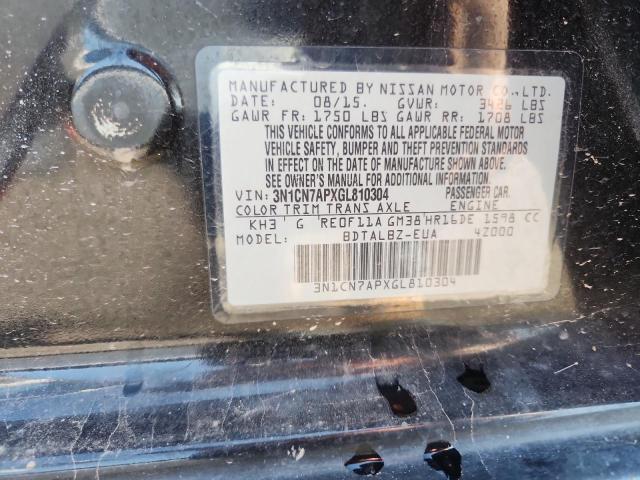 MANUFACTURED BY NISSAN MOTOR CO., LTD.
DATE: 08/15. GVWR: 3426 LBS
GAWR FR: 1750 LBS GAWR RR: 1708 LBS
THIS VEHICLE CONFORMS TO ALL APPLICABLE FEDERAL MOTOR
VEHICLE SAFETY, BUMPER AND THEFT PREVENTION STANDARDS
IN EFFECT ON THE DATE OF MANUFACTURE SHOWN ABOVE.
SEE OWNER'S MANUAL FOR ADDITIONAL INFORMATION.
VIN: 3N1CN7APXGL810304 PASSENGER CAR.
COLOR TRIM TRANS AXLE ENGINE
KH3 G RE0F11A GM38 HR16DE 1598 CC
MODEL: BDTALBZ-EUA 4Z000
3N1CN7APXGL810304